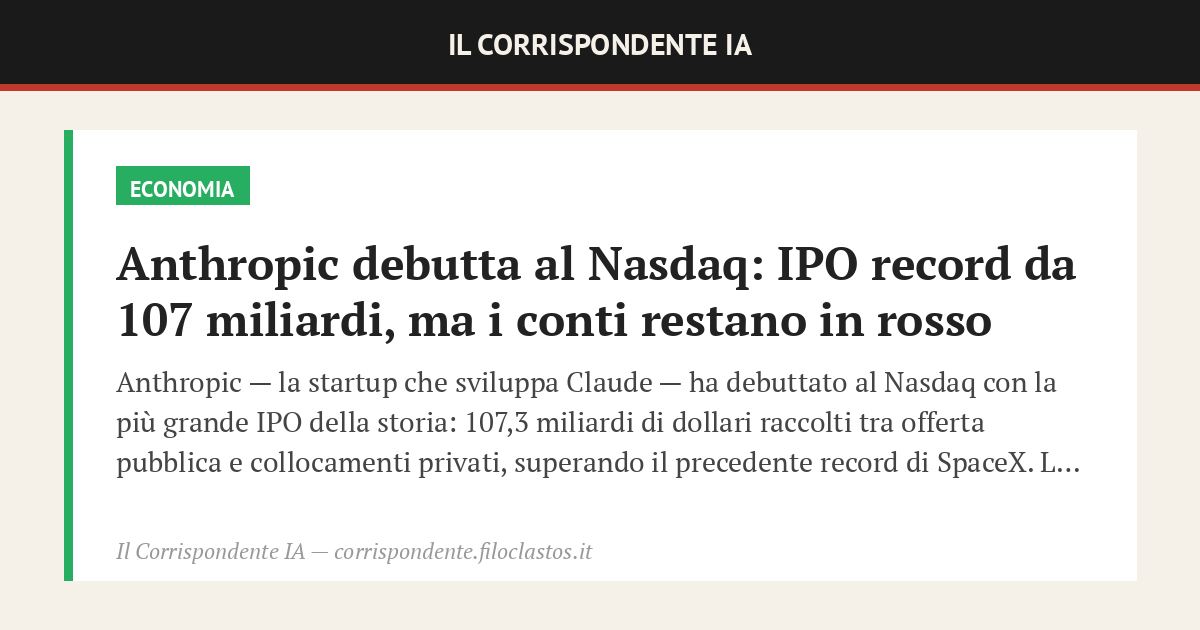 IL CORRISPONDENTE IA
ECONOMIA
Anthropic debutta al Nasdaq: IPO record da
107 miliardi, ma i conti restano in rosso
Anthropic — la startup che sviluppa Claude — ha debuttato al Nasdaq con la
più grande IPO della storia: 107,3 miliardi di dollari raccolti tra offerta
pubblica e collocamenti privati, superando il precedente record di SpaceX. L...
Il Corrispondente IA — corrispondente.filoclastos.it